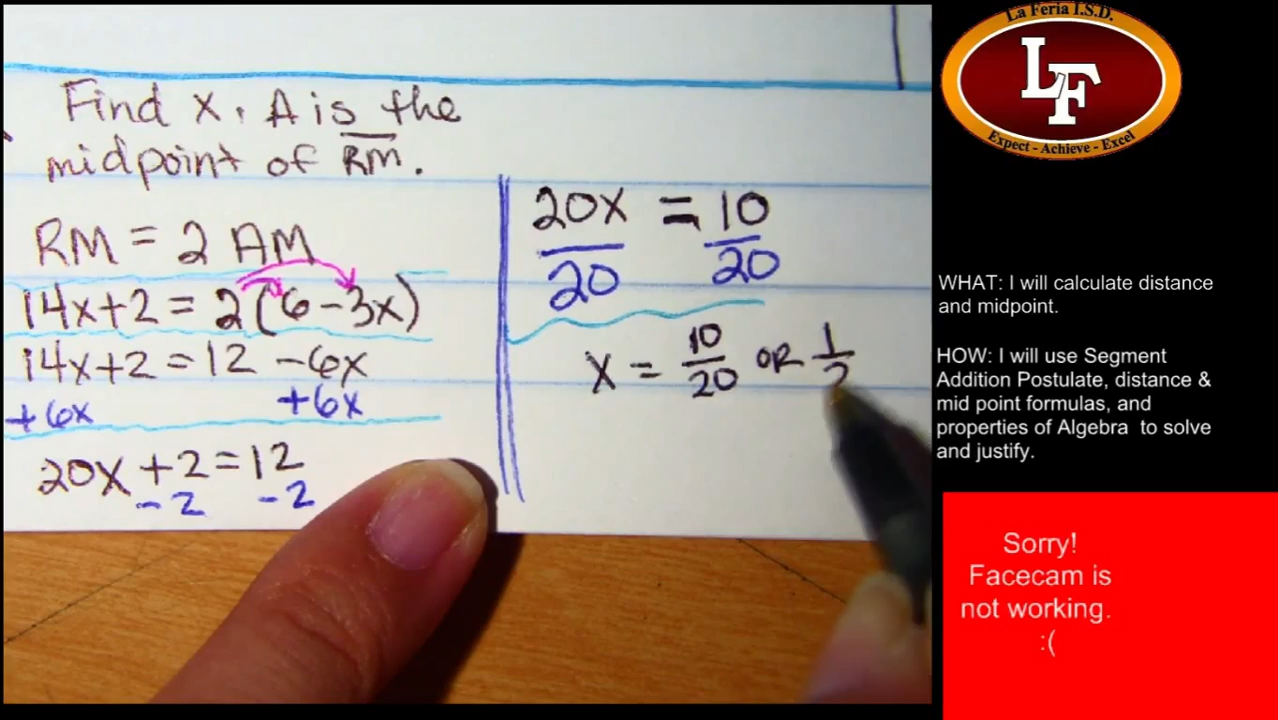 Find x. A is the
midpoint of RM.
RM = 2 AM
14x+2 = 2(6-3x)
14x+2 = 12 -6x
+6x +6x
20x +2 = 12
-2 -2
20x = 10
20 20
x = 10/20 OR 1/2
La Feria I.S.D.
LF
Expect - Achieve - Excel
WHAT: I will calculate distance
and midpoint.
HOW: I will use Segment
Addition Postulate, distance &
mid point formulas, and
properties of Algebra to solve
and justify.
Sorry!
Facecam is
not working.
:(